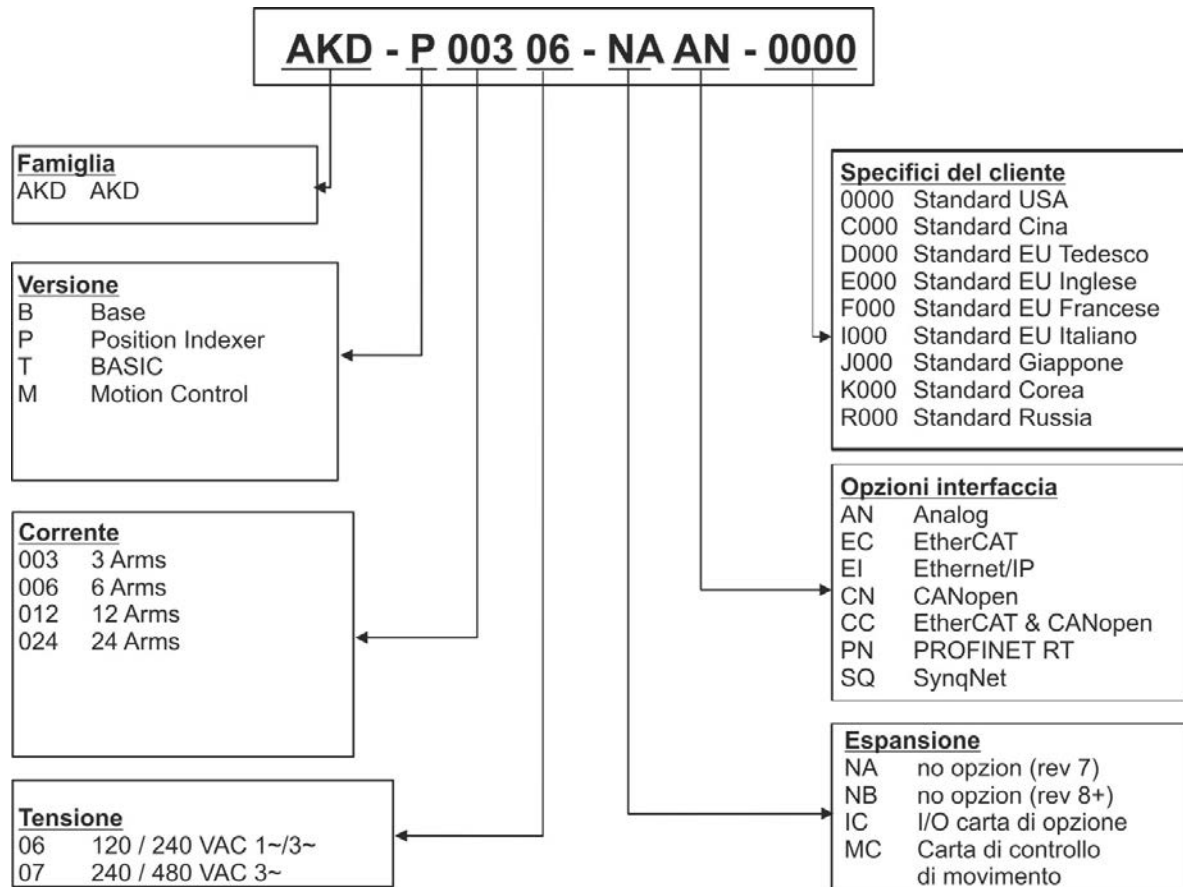 AKD - P 003 06 - NA AN - 0000
Famiglia
AKD AKD
Versione
B Base
P Position Indexer
T BASIC
M Motion Control
Corrente
003 3 Arms
006 6 Arms
012 12 Arms
024 24 Arms
Tensione
06 120 / 240 VAC 1~/3~
07 240 / 480 VAC 3~
Specifici del cliente
0000 Standard USA
C000 Standard Cina
D000 Standard EU Tedesco
E000 Standard EU Inglese
F000 Standard EU Francese
I000 Standard EU Italiano
J000 Standard Giappone
K000 Standard Corea
R000 Standard Russia
Opzioni interfaccia
AN Analog
EC EtherCAT
EI Ethernet/IP
CN CANopen
CC EtherCAT & CANopen
PN PROFINET RT
SQ SynqNet
Espansione
NA no opzion (rev 7)
NB no opzion (rev 8+)
IC I/O carta di opzione
MC Carta di controllo
di movimento